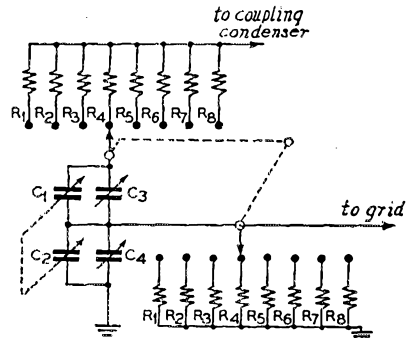 to coupling
condenser
R1 R2 R3 R4 R5 R6 R7 R8
C1 C3
to grid
C2 C4
R1 R2 R3 R4 R5 R6 R7 R8